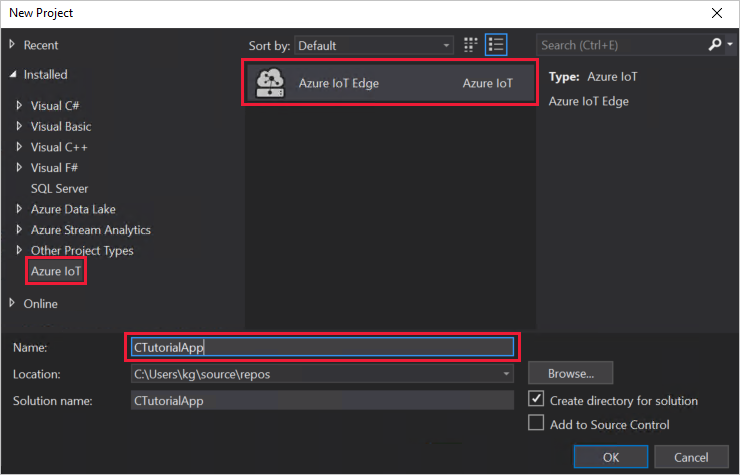 New Project
Recent
Sort by: Default
Search (Ctrl+E)
Installed
Azure IoT Edge Azure IoT
Type: Azure IoT
Azure IoT Edge
Visual C#
Visual Basic
Visual C++
Visual F#
SQL Server
Azure Data Lake
Azure Stream Analytics
Other Project Types
Azure IoT
Online
Name: CTutorialApp
Location: C:\Users\kg\source\repos Browse...
Solution name: CTutorialApp
Create directory for solution
Add to Source Control
OK Cancel